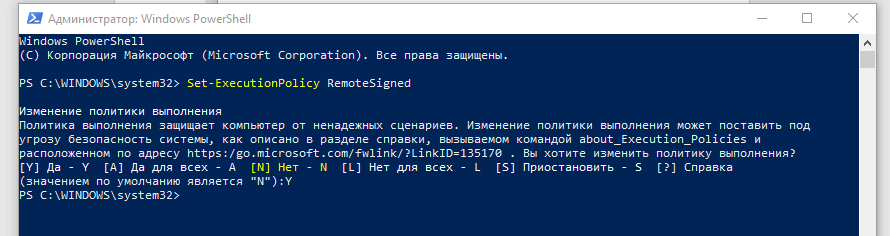 Администратор: Windows PowerShell
Windows PowerShell
(C) Корпорация Майкрософт (Microsoft Corporation). Все права защищены.
PS C:\WINDOWS\system32> Set-ExecutionPolicy RemoteSigned
Изменение политики выполнения
Политика выполнения защищает компьютер от ненадежных сценариев. Изменение политики выполнения может поставить под
угрозу безопасность системы, как описано в разделе справки, вызываемом командой about_Execution_Policies и
расположенном по адресу https:/go.microsoft.com/fwlink/?LinkID=135170 . Вы хотите изменить политику выполнения?
[Y] Да - Y  [A] Да для всех - A  [N] Нет - N  [L] Нет для всех - L  [S] Приостановить - S  [?] Справка
(значением по умолчанию является "N"):Y
PS C:\WINDOWS\system32>